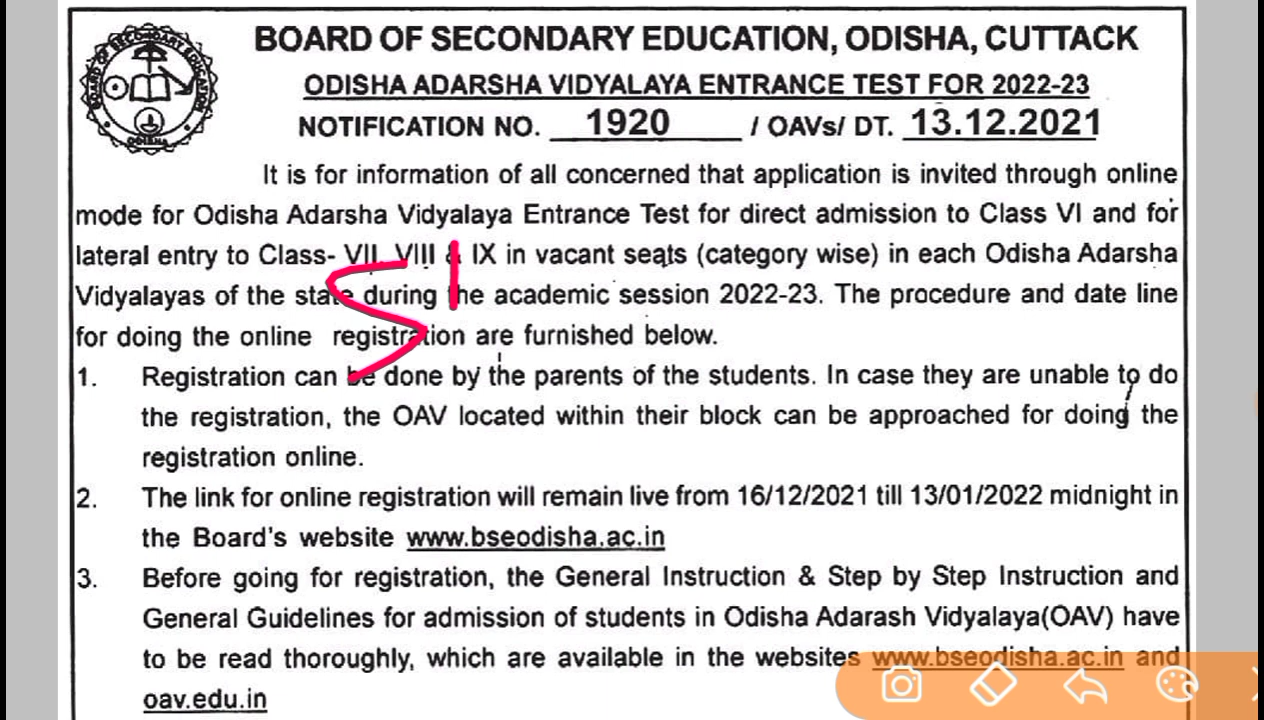 BOARD OF SECONDARY EDUCATION, ODISHA, CUTTACK
ODISHA ADARSHA VIDYALAYA ENTRANCE TEST FOR 2022-23
NOTIFICATION NO. 1920 / OAVs/ DT. 13.12.2021
BOARD OF SECONDARY EDUCATION
ODISHA
It is for information of all concerned that application is invited through online
mode for Odisha Adarsha Vidyalaya Entrance Test for direct admission to Class VI and for
lateral entry to Class- VII, VIII & IX in vacant seats (category wise) in each Odisha Adarsha
Vidyalayas of the state during the academic session 2022-23. The procedure and date line
for doing the online registration are furnished below.
1. Registration can be done by the parents of the students. In case they are unable to do
the registration, the OAV located within their block can be approached for doing the
registration online.
2. The link for online registration will remain live from 16/12/2021 till 13/01/2022 midnight in
the Board's website www.bseodisha.ac.in
3. Before going for registration, the General Instruction & Step by Step Instruction and
General Guidelines for admission of students in Odisha Adarash Vidyalaya(OAV) have
to be read thoroughly, which are available in the websites www.bseodisha.ac.in and
oav.edu.in